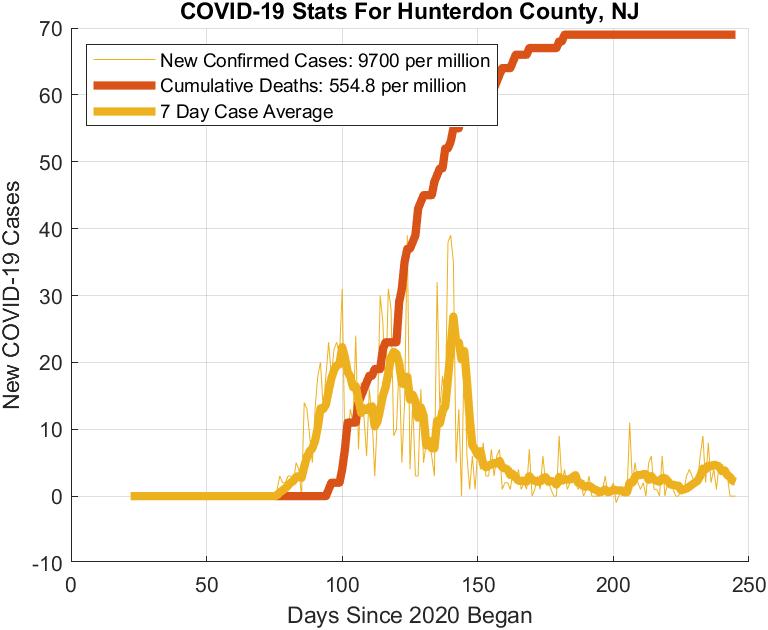 COVID-19 Stats For Hunterdon County, NJ
New Confirmed Cases: 9700 per million
Cumulative Deaths: 554.8 per million
7 Day Case Average
New COVID-19 Cases
70
60
50
40
30
20
10
0
-10
0 50 100 150 200 250
Days Since 2020 Began